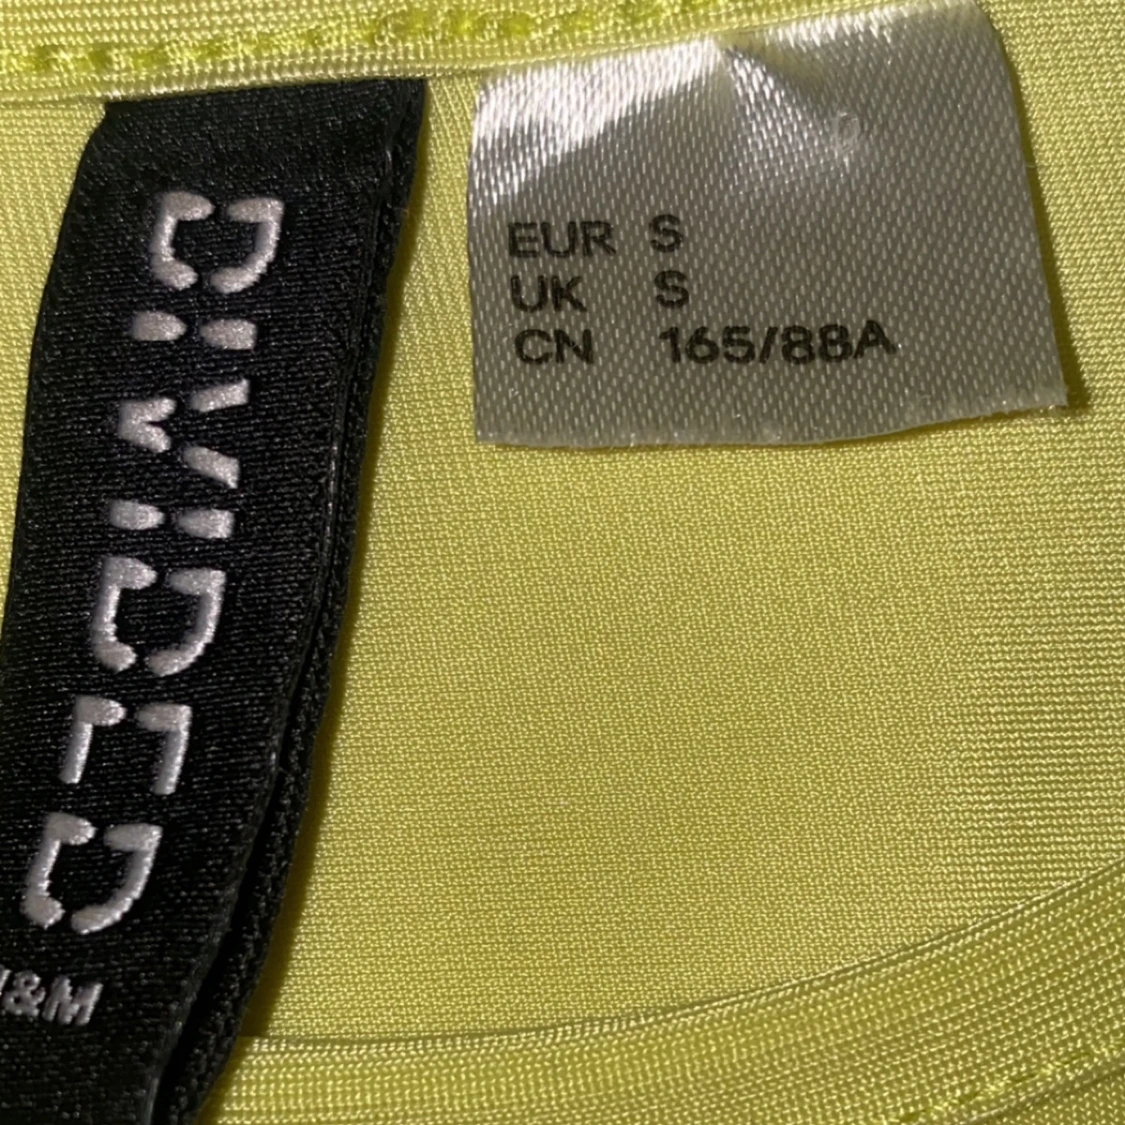 DIVIDED
H&M
EUR S
UK S
CN 165/88A